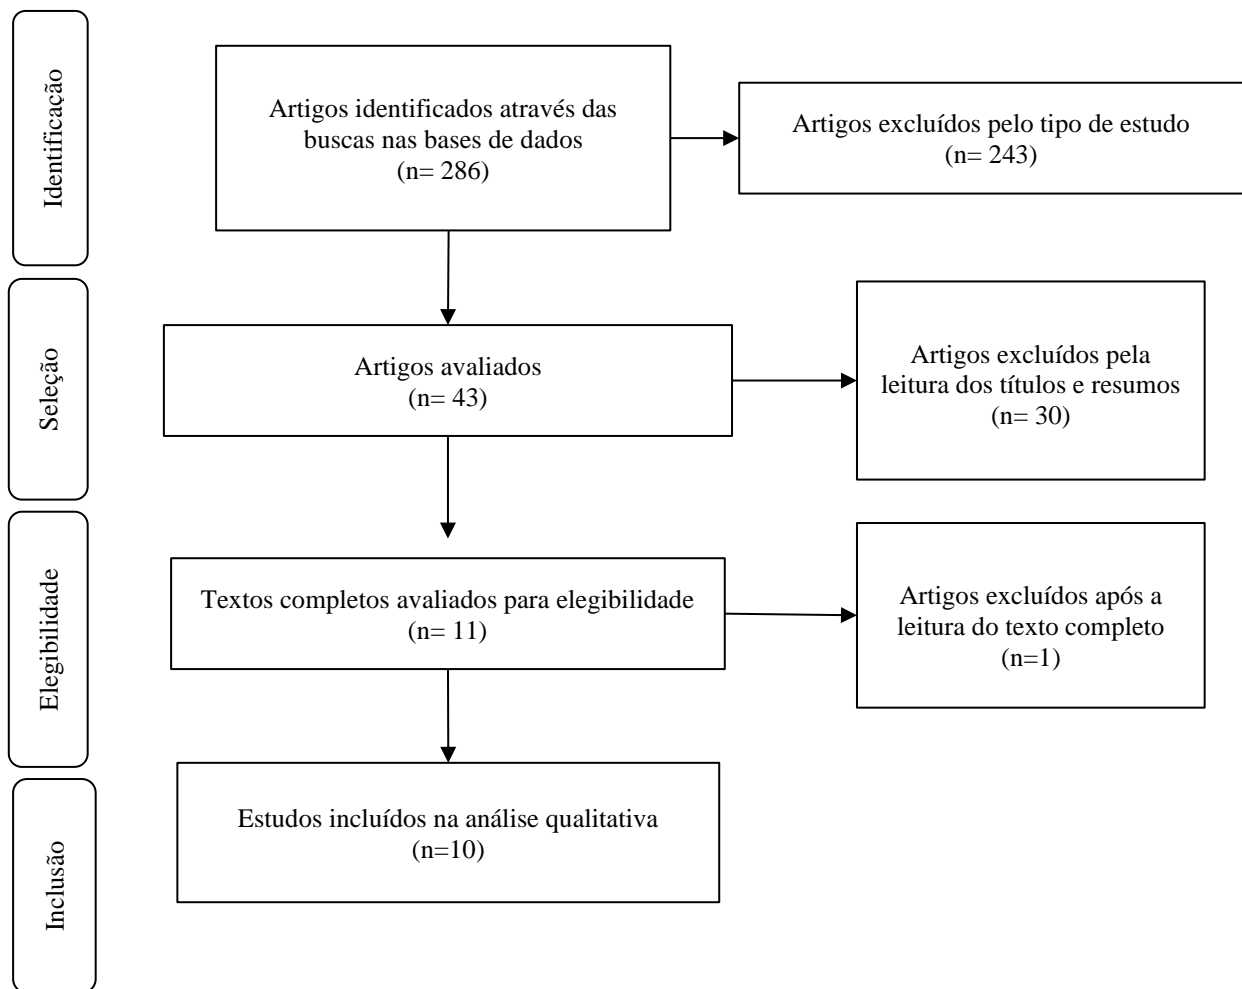 Identificação
Artigos identificados através das
buscas nas bases de dados
(n= 286)
Artigos excluídos pelo tipo de estudo
(n= 243)
Seleção
Artigos avaliados
(n= 43)
Artigos excluídos pela
leitura dos títulos e resumos
(n= 30)
Elegibilidade
Textos completos avaliados para elegibilidade
(n= 11)
Artigos excluídos após a
leitura do texto completo
(n=1)
Inclusão
Estudos incluídos na análise qualitativa
(n=10)